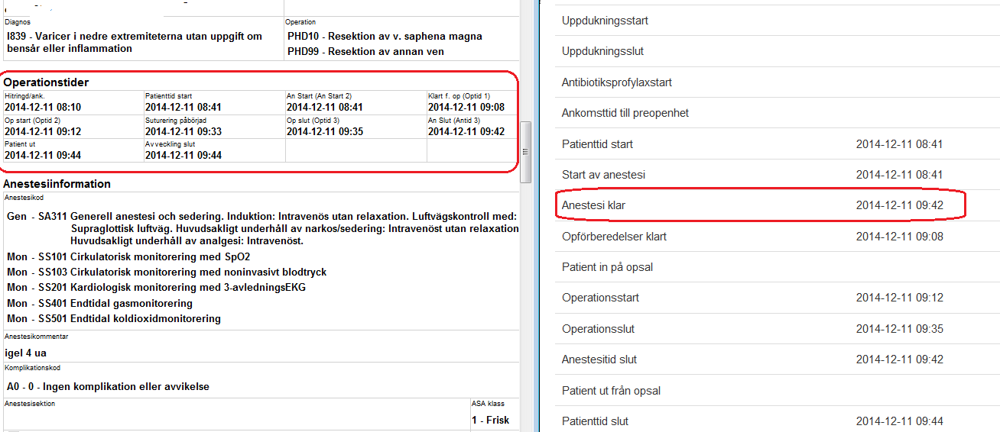 Diagnos
Operation
I839 - Varicer i nedre extremiteterna utan uppgift om
bensår eller inflammation
PHD10 - Resektion av v. saphena magna
PHD99 - Resektion av annan ven
Operationstider
Hitringd/ank.
Patienttid start
An Start (An Start 2)
Klart f. op (Optid 1)
2014-12-11 08:10
2014-12-11 08:41
2014-12-11 08:41
2014-12-11 09:08
Op start (Optid 2)
Suturering påbörjad
Op slut (Optid 3)
An Slut (Antid 3)
2014-12-11 09:12
2014-12-11 09:33
2014-12-11 09:35
2014-12-11 09:42
Patient ut
Avveckling slut
2014-12-11 09:44
2014-12-11 09:44
Anestesiinformation
Anestesikod
Gen - SA311 Generell anestesi och sedering. Induktion: Intravenös utan relaxation. Luftvägskontroll med:
Supraglottisk luftväg. Huvudsakligt underhåll av narkos/sedering: Intravenöst utan relaxation
Huvudsakligt underhåll av analgesi: Intravenöst.
Mon - SS101 Cirkulatorisk monitorering med SpO2
Mon - SS103 Cirkulatorisk monitorering med noninvasivt blodtryck
Mon - SS201 Kardiologisk monitorering med 3-avledningsEKG
Mon - SS401 Endtidal gasmonitorering
Mon - SS501 Endtidal koldioxidmonitorering
Anestesikommentar
igel 4 ua
Komplikationskod
A0 - 0 - Ingen komplikation eller avvikelse
Anestesisektion
ASA klass
1 - Frisk
Uppdukningsstart
Uppdukningsslut
Antibiotiksprofylaxstart
Ankomsttid till preopenhet
Patienttid start 2014-12-11 08:41
Start av anestesi 2014-12-11 08:41
Anestesi klar 2014-12-11 09:42
Opförberedelser klart 2014-12-11 09:08
Patient in på opsal
Operationsstart 2014-12-11 09:12
Operationsslut 2014-12-11 09:35
Anestesitid slut 2014-12-11 09:42
Patient ut från opsal
Patienttid slut 2014-12-11 09:44